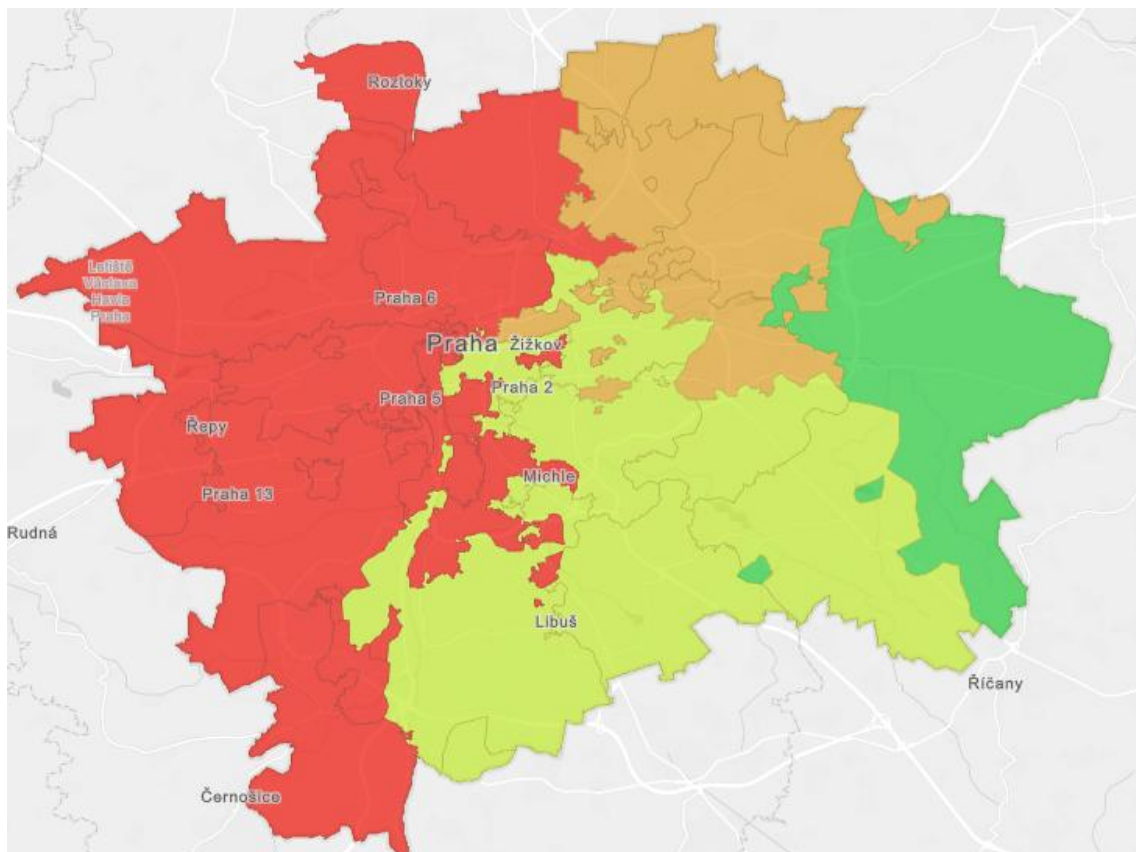 Roztoky
Letiště
Václava
Havla
Praha
Praha 6
Praha
Žižkov
Praha 5
Praha 2
Řepy
Praha 13
Michle
Rudná
Libuš
Říčany
Černošice